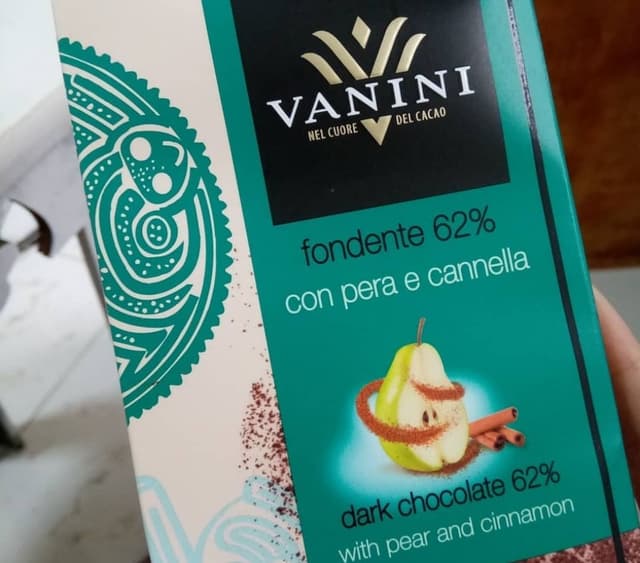 VANINI
NEL CUORE DEL CACAO
fondente 62%
con pera e cannella
dark chocolate 62%
with pear and cinnamon